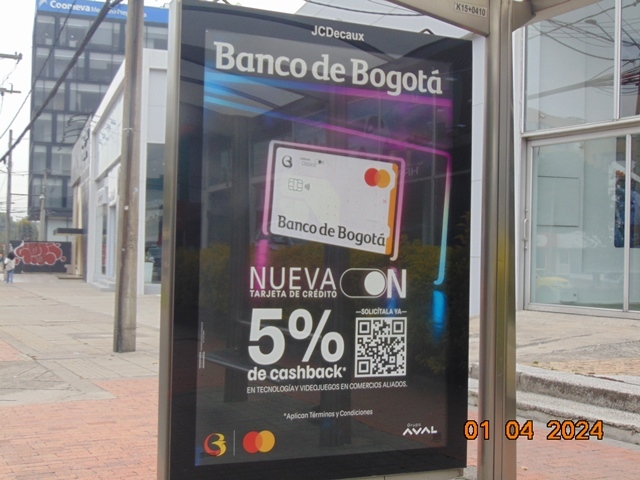 Coomeva
K15+0410
JCDecaux
Banco de Bogotá
Banco de Bogotá
NUEVA ON
TARJETA DE CRÉDITO
5%
de cashback*
SOLICÍTALA YA
EN TECNOLOGÍA Y VIDEOJUEGOS EN COMERCIOS ALIADOS.
*Aplican Términos y Condiciones
Grupo
AVAL
01 04 2024